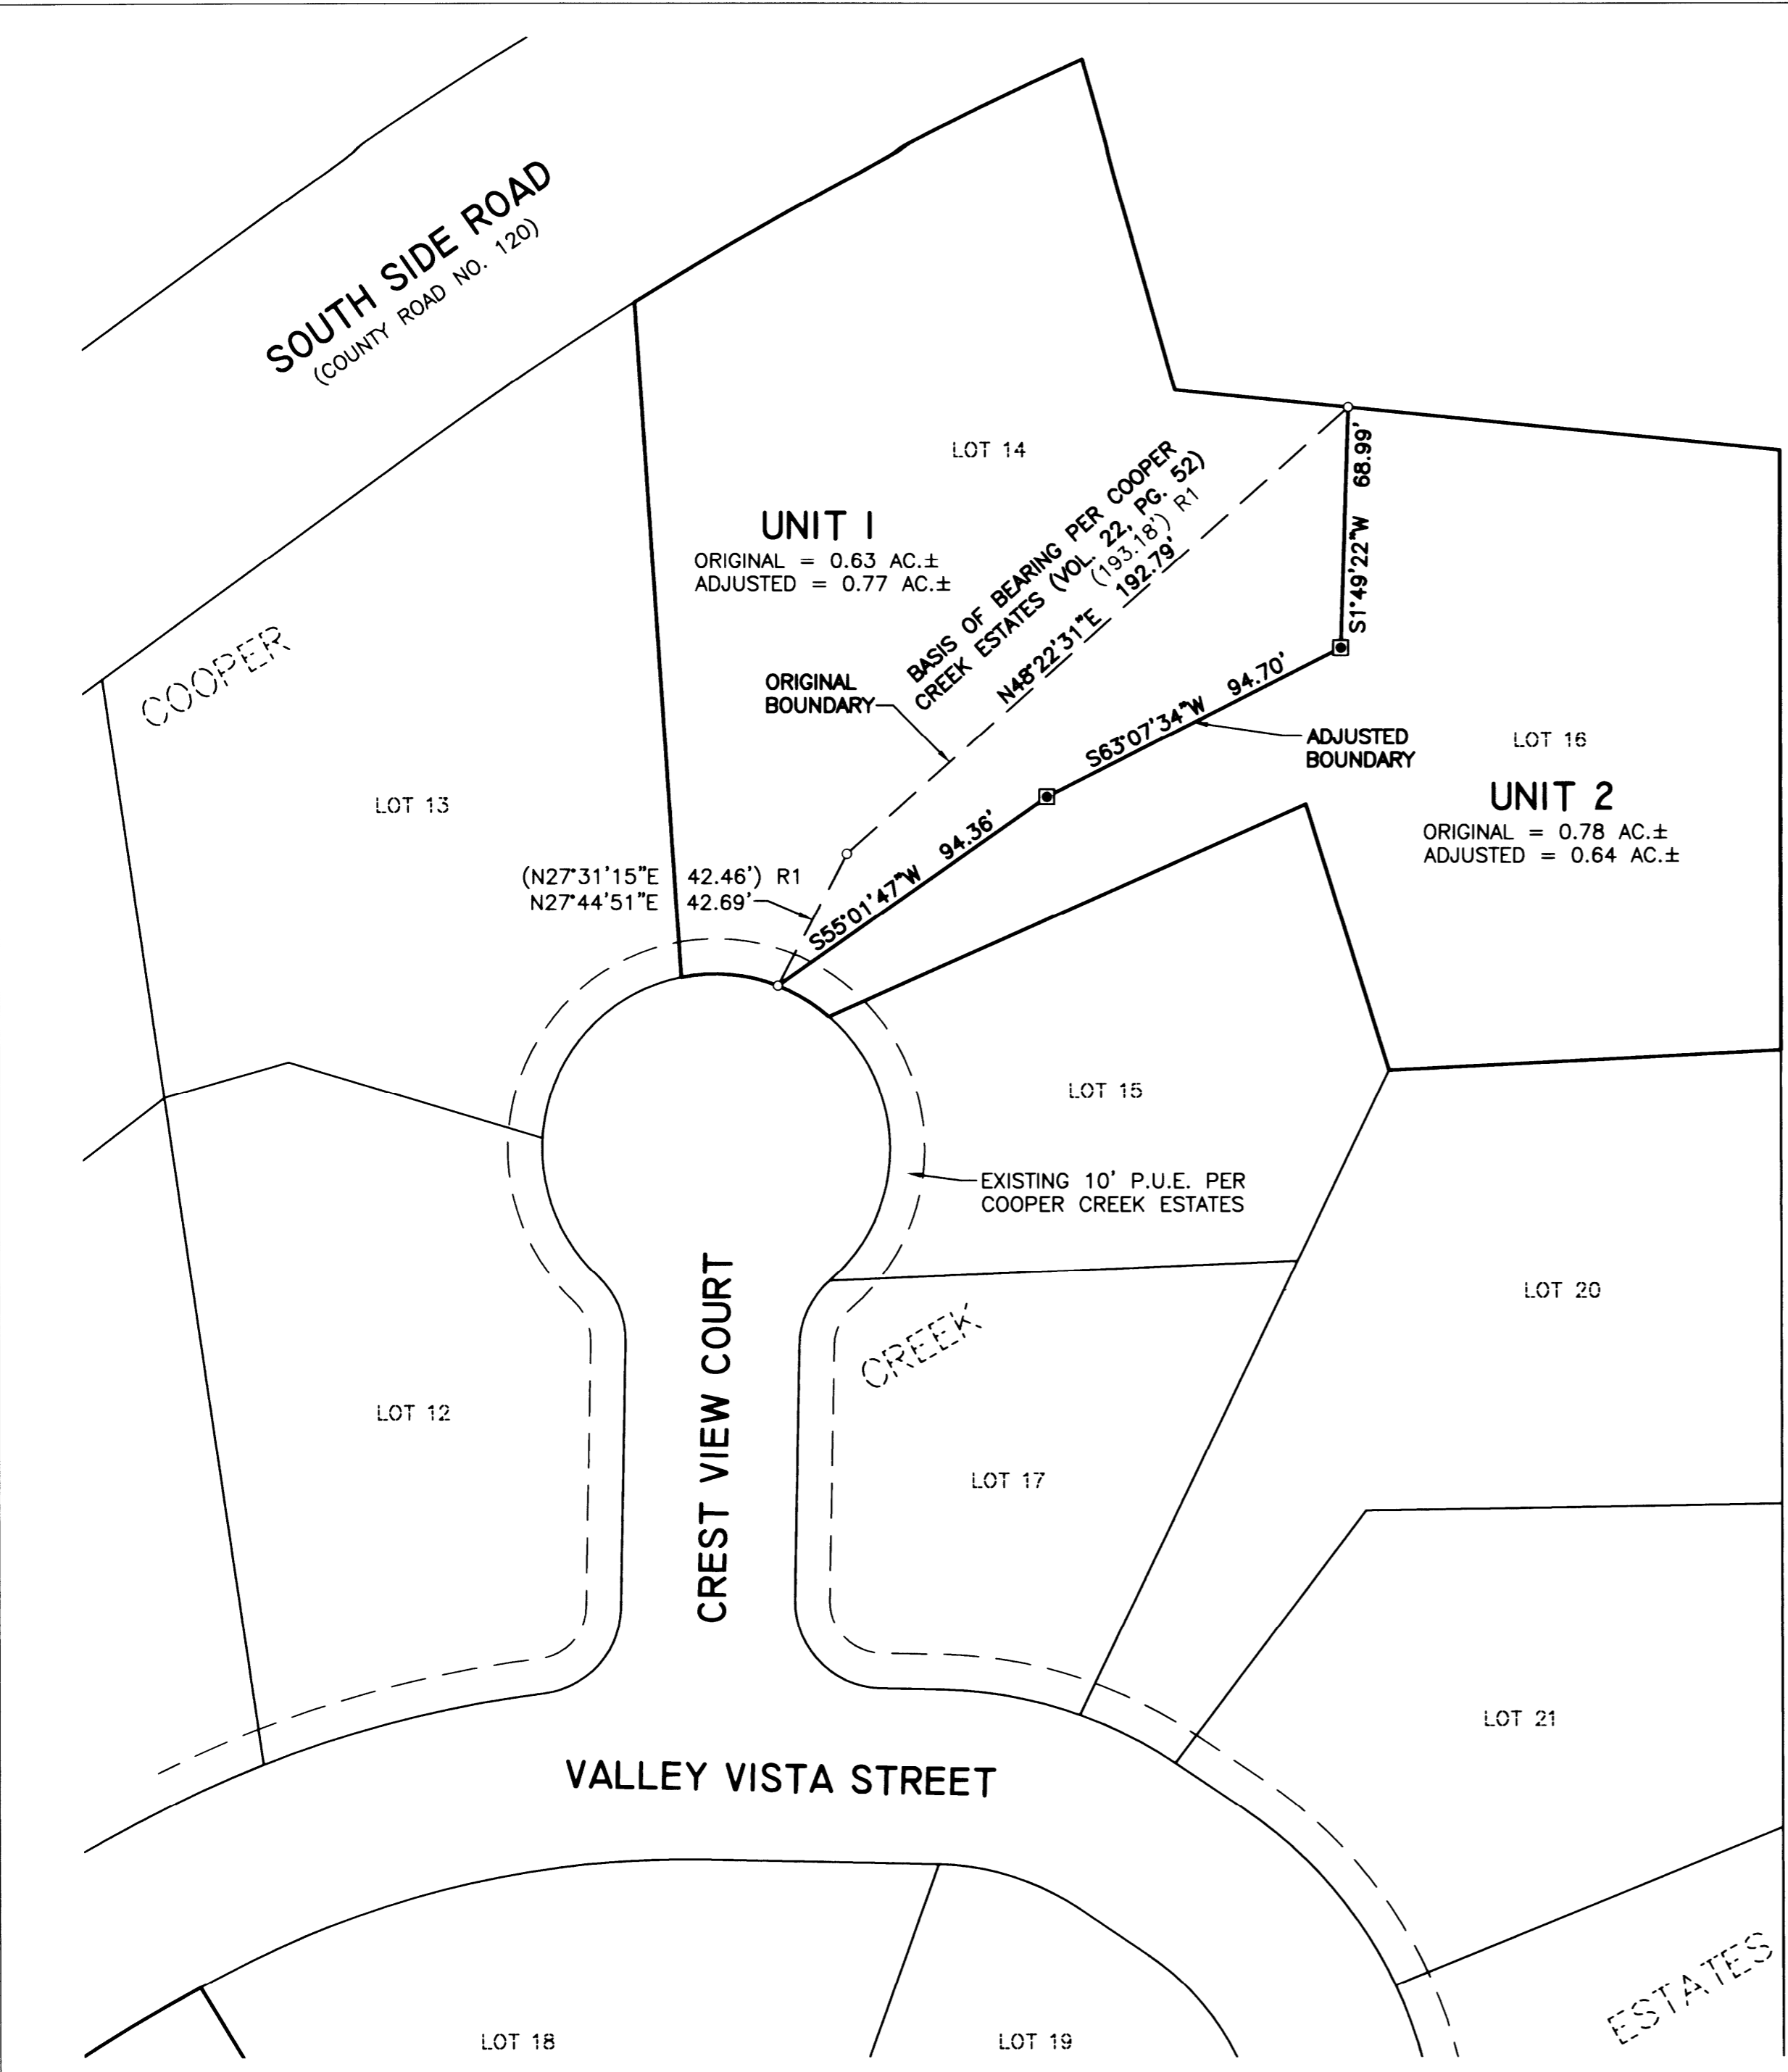 SOUTH SIDE ROAD
(COUNTY ROAD NO. 120)
LOT 14
UNIT 1
ORIGINAL = 0.63 AC.±
ADJUSTED = 0.77 AC.±
BASIS OF BEARING PER COOPER
CREEK ESTATES (VOL. 22, PG. 52)
(193.18') R1
N48°22'31"E 192.79'
S1°49'22"W 68.99'
COOPER
ORIGINAL
BOUNDARY
S63°07'34"W 94.70'
ADJUSTED
BOUNDARY
LOT 16
UNIT 2
ORIGINAL = 0.78 AC.±
ADJUSTED = 0.64 AC.±
LOT 13
(N27°31'15"E 42.46') R1
N27°44'51"E 42.69'
S55°01'47"W 94.36'
LOT 15
EXISTING 10' P.U.E. PER
COOPER CREEK ESTATES
CREST VIEW COURT
CREEK
LOT 20
LOT 12
LOT 17
LOT 21
VALLEY VISTA STREET
ESTATES
LOT 18
LOT 19